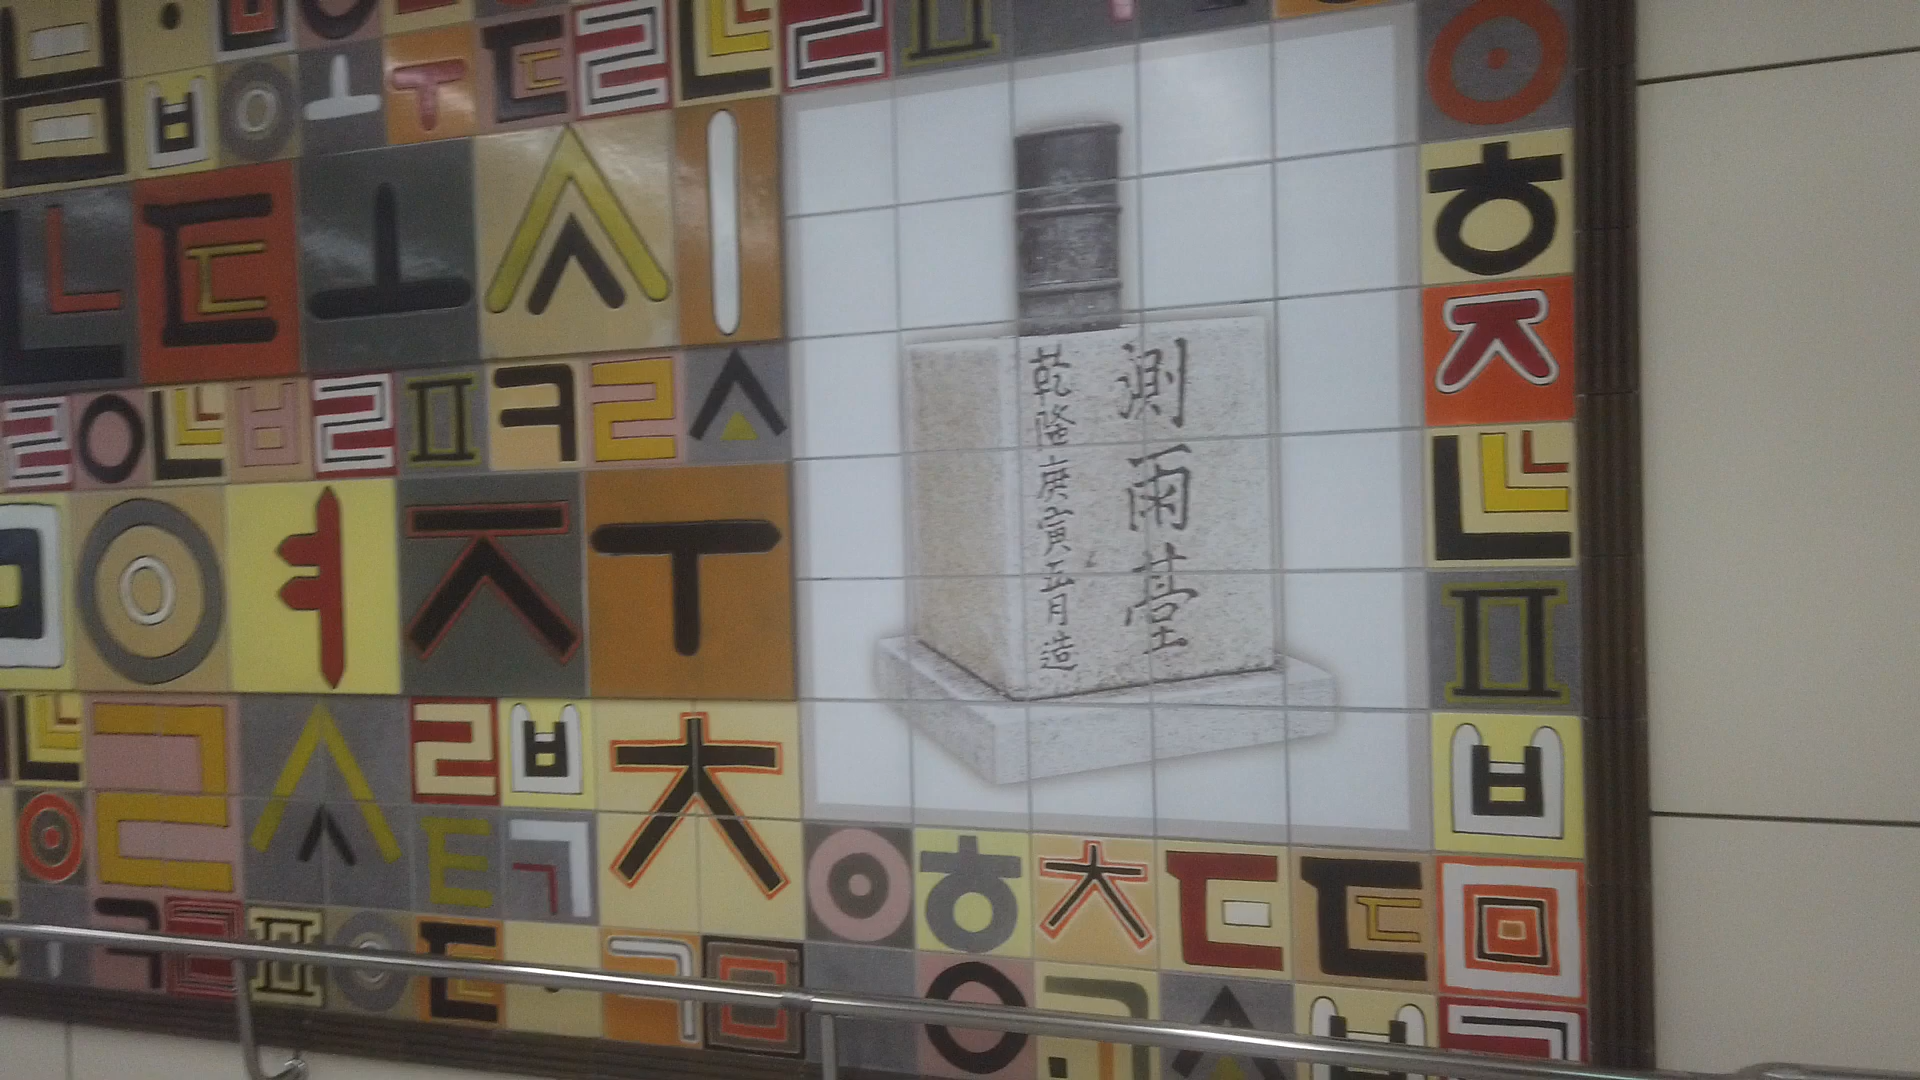 ㅂ ㅂ ㅇ ㅗ ㅜ ㄷ ㄹ ㄴ ㄹ ㅍ
ㄴ ㄷ ㅗ ㅅ ㅣ
ㄹ ㅇ ㄴ ㅂ ㄹ ㅍ ㅋ ㄹ ㅅ
ㅁ ㅇ ㅕ ㅈ ㅜ
ㄴ ㄹ ㅅ ㄹ ㅂ ㅊ
ㅇ ㅌ ㄱ
測雨臺
乾隆庚寅五月造
ㅇ
ㅎ
ㅈ
ㄴ
ㅍ
ㅂ
ㅇ ㅎ ㅊ ㄷ ㄷ ㅁ
ㅋ ㄹ ㅍ ㅇ ㄷ ㄱ ㅁ ㅇ ㄱ ㅅ ㅂ ㄱ